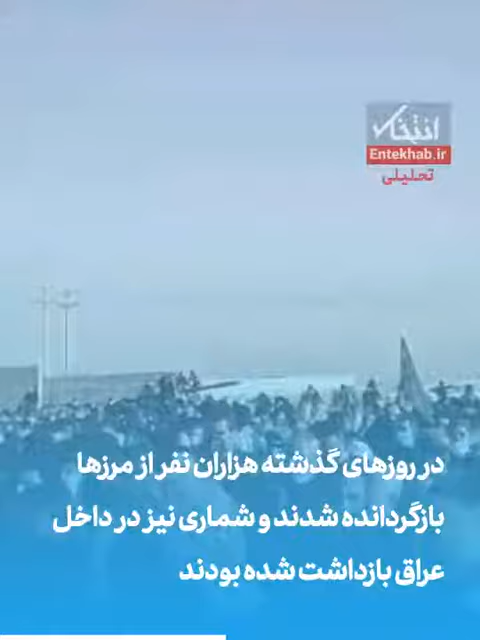 انتخاب
Entekhab.ir
تحلیلی
در روزهای گذشته هزاران نفر از مرزها
بازگردانده شدند و شماری نیز در داخل
عراق بازداشت شده بودند